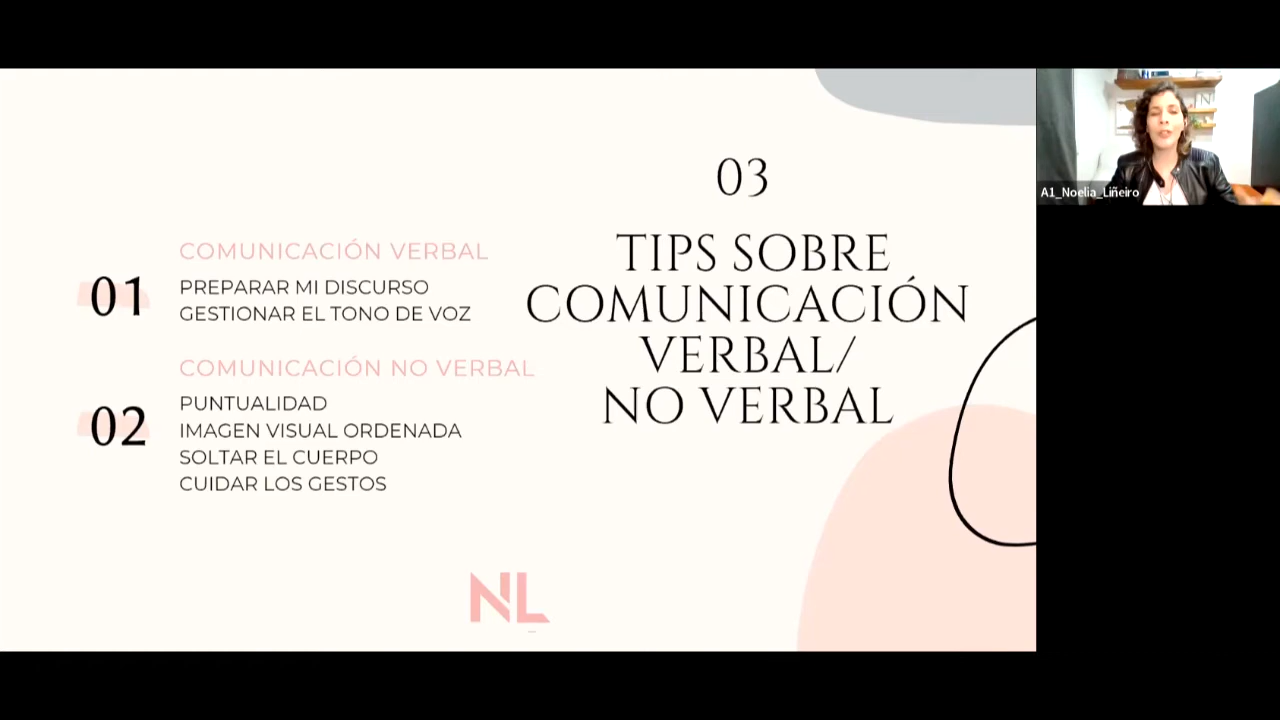 03
TIPS SOBRE
COMUNICACIÓN
VERBAL/
NO VERBAL
01
COMUNICACIÓN VERBAL
PREPARAR MI DISCURSO
GESTIONAR EL TONO DE VOZ
02
COMUNICACIÓN NO VERBAL
PUNTUALIDAD
IMAGEN VISUAL ORDENADA
SOLTAR EL CUERPO
CUIDAR LOS GESTOS
NL
A1_Noelia_Liñeiro